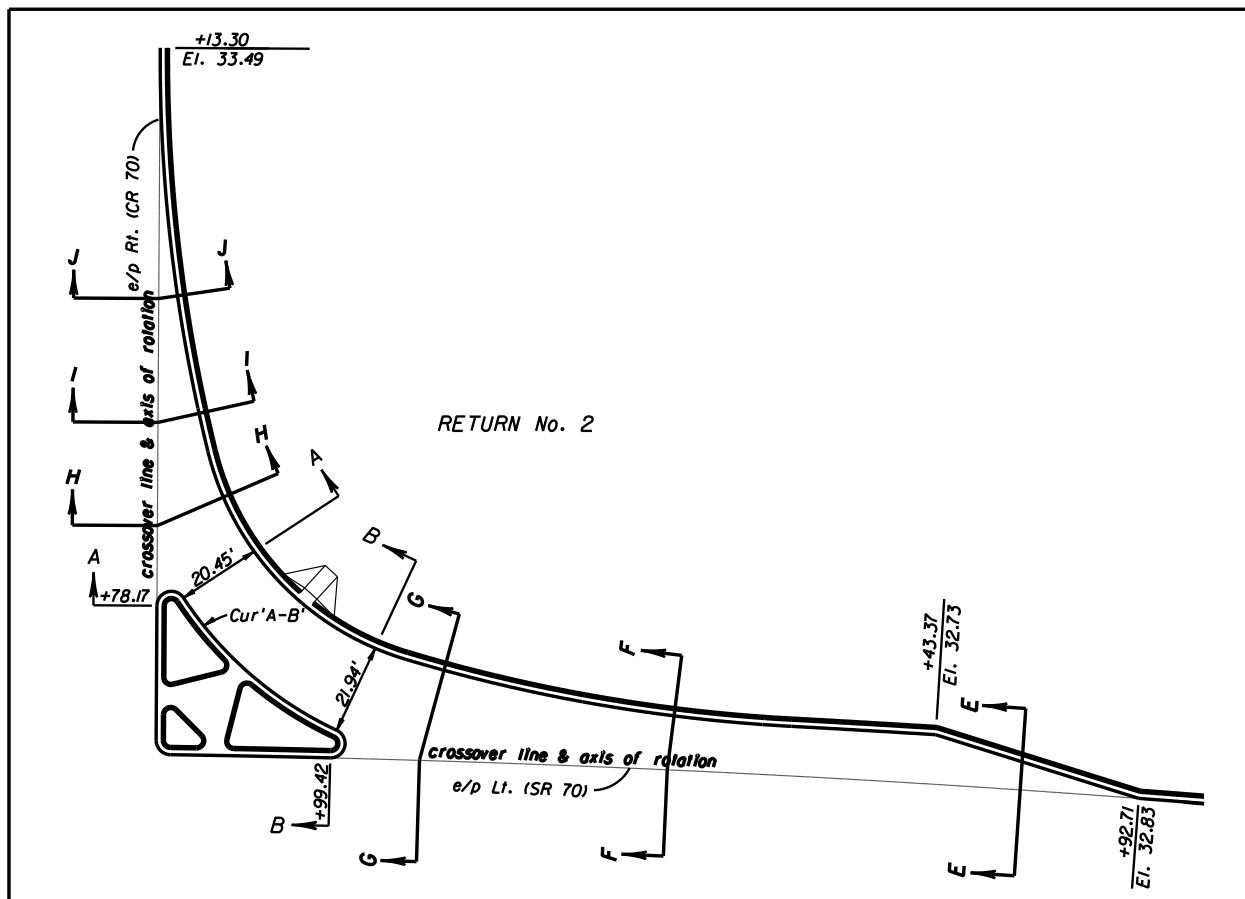 +13.30
El. 33.49
e/p Rt. (CR 70)
J
J
crossover line & axis of rotation
I
I
RETURN No. 2
H
H
A
A
B
20.45'
+78.17
Cur 'A-B'
G
21.94'
F
+43.37
El. 32.73
E
crossover line & axis of rotation
e/p Lt. (SR 70)
+99.42
B
G
F
E
+92.71
El. 32.83